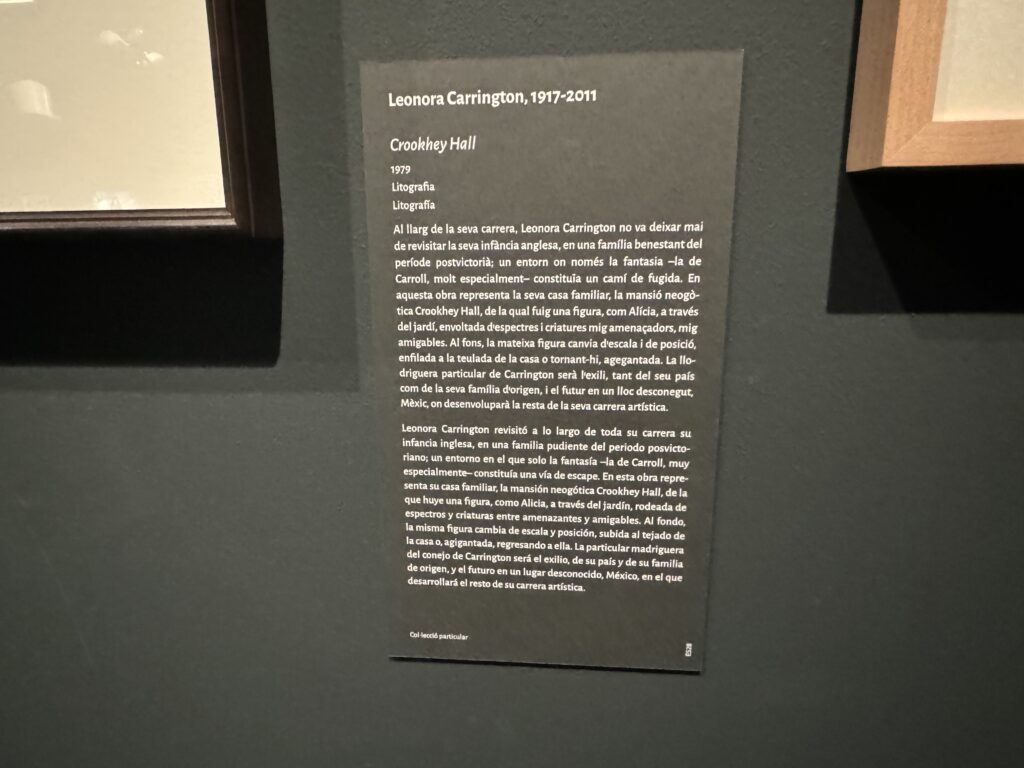 Leonora Carrington, 1917-2011
Crookhey Hall
1979
Litografia
Litografía
Al llarg de la seva carrera, Leonora Carrington no va deixar mai
de revisitar la seva infància anglesa, en una família benestant del
període postvictorià; un entorn on només la fantasia –la de
Carroll, molt especialment– constituïa un camí de fugida. En
aquesta obra representa la seva casa familiar, la mansió neogò-
tica Crookhey Hall, de la qual fuig una figura, com Alícia, a través
del jardí, envoltada d'espectres i criatures mig amenaçadors, mig
amigables. Al fons, la mateixa figura canvia d'escala i de posició,
enfilada a la teulada de la casa o tornant-hi, agegantada. La llo-
driguera particular de Carrington serà l'exili, tant del seu país
com de la seva família d'origen, i el futur en un lloc desconegut,
Mèxic, on desenvoluparà la resta de la seva carrera artística.
Leonora Carrington revisitó a lo largo de toda su carrera su
infancia inglesa, en una familia pudiente del periodo posvicto-
riano; un entorno en el que solo la fantasía –la de Carroll, muy
especialmente– constituía una vía de escape. En esta obra repre-
senta su casa familiar, la mansión neogótica Crookhey Hall, de la
que huye una figura, como Alicia, a través del jardín, rodeada de
espectros y criaturas entre amenazantes y amigables. Al fondo,
la misma figura cambia de escala y posición, subida al tejado de
la casa o, agigantada, regresando a ella. La particular madriguera
del conejo de Carrington será el exilio, de su país y de su familia
de origen, y el futuro en un lugar desconocido, México, en el que
desarrollará el resto de su carrera artística.
Col·lecció particular